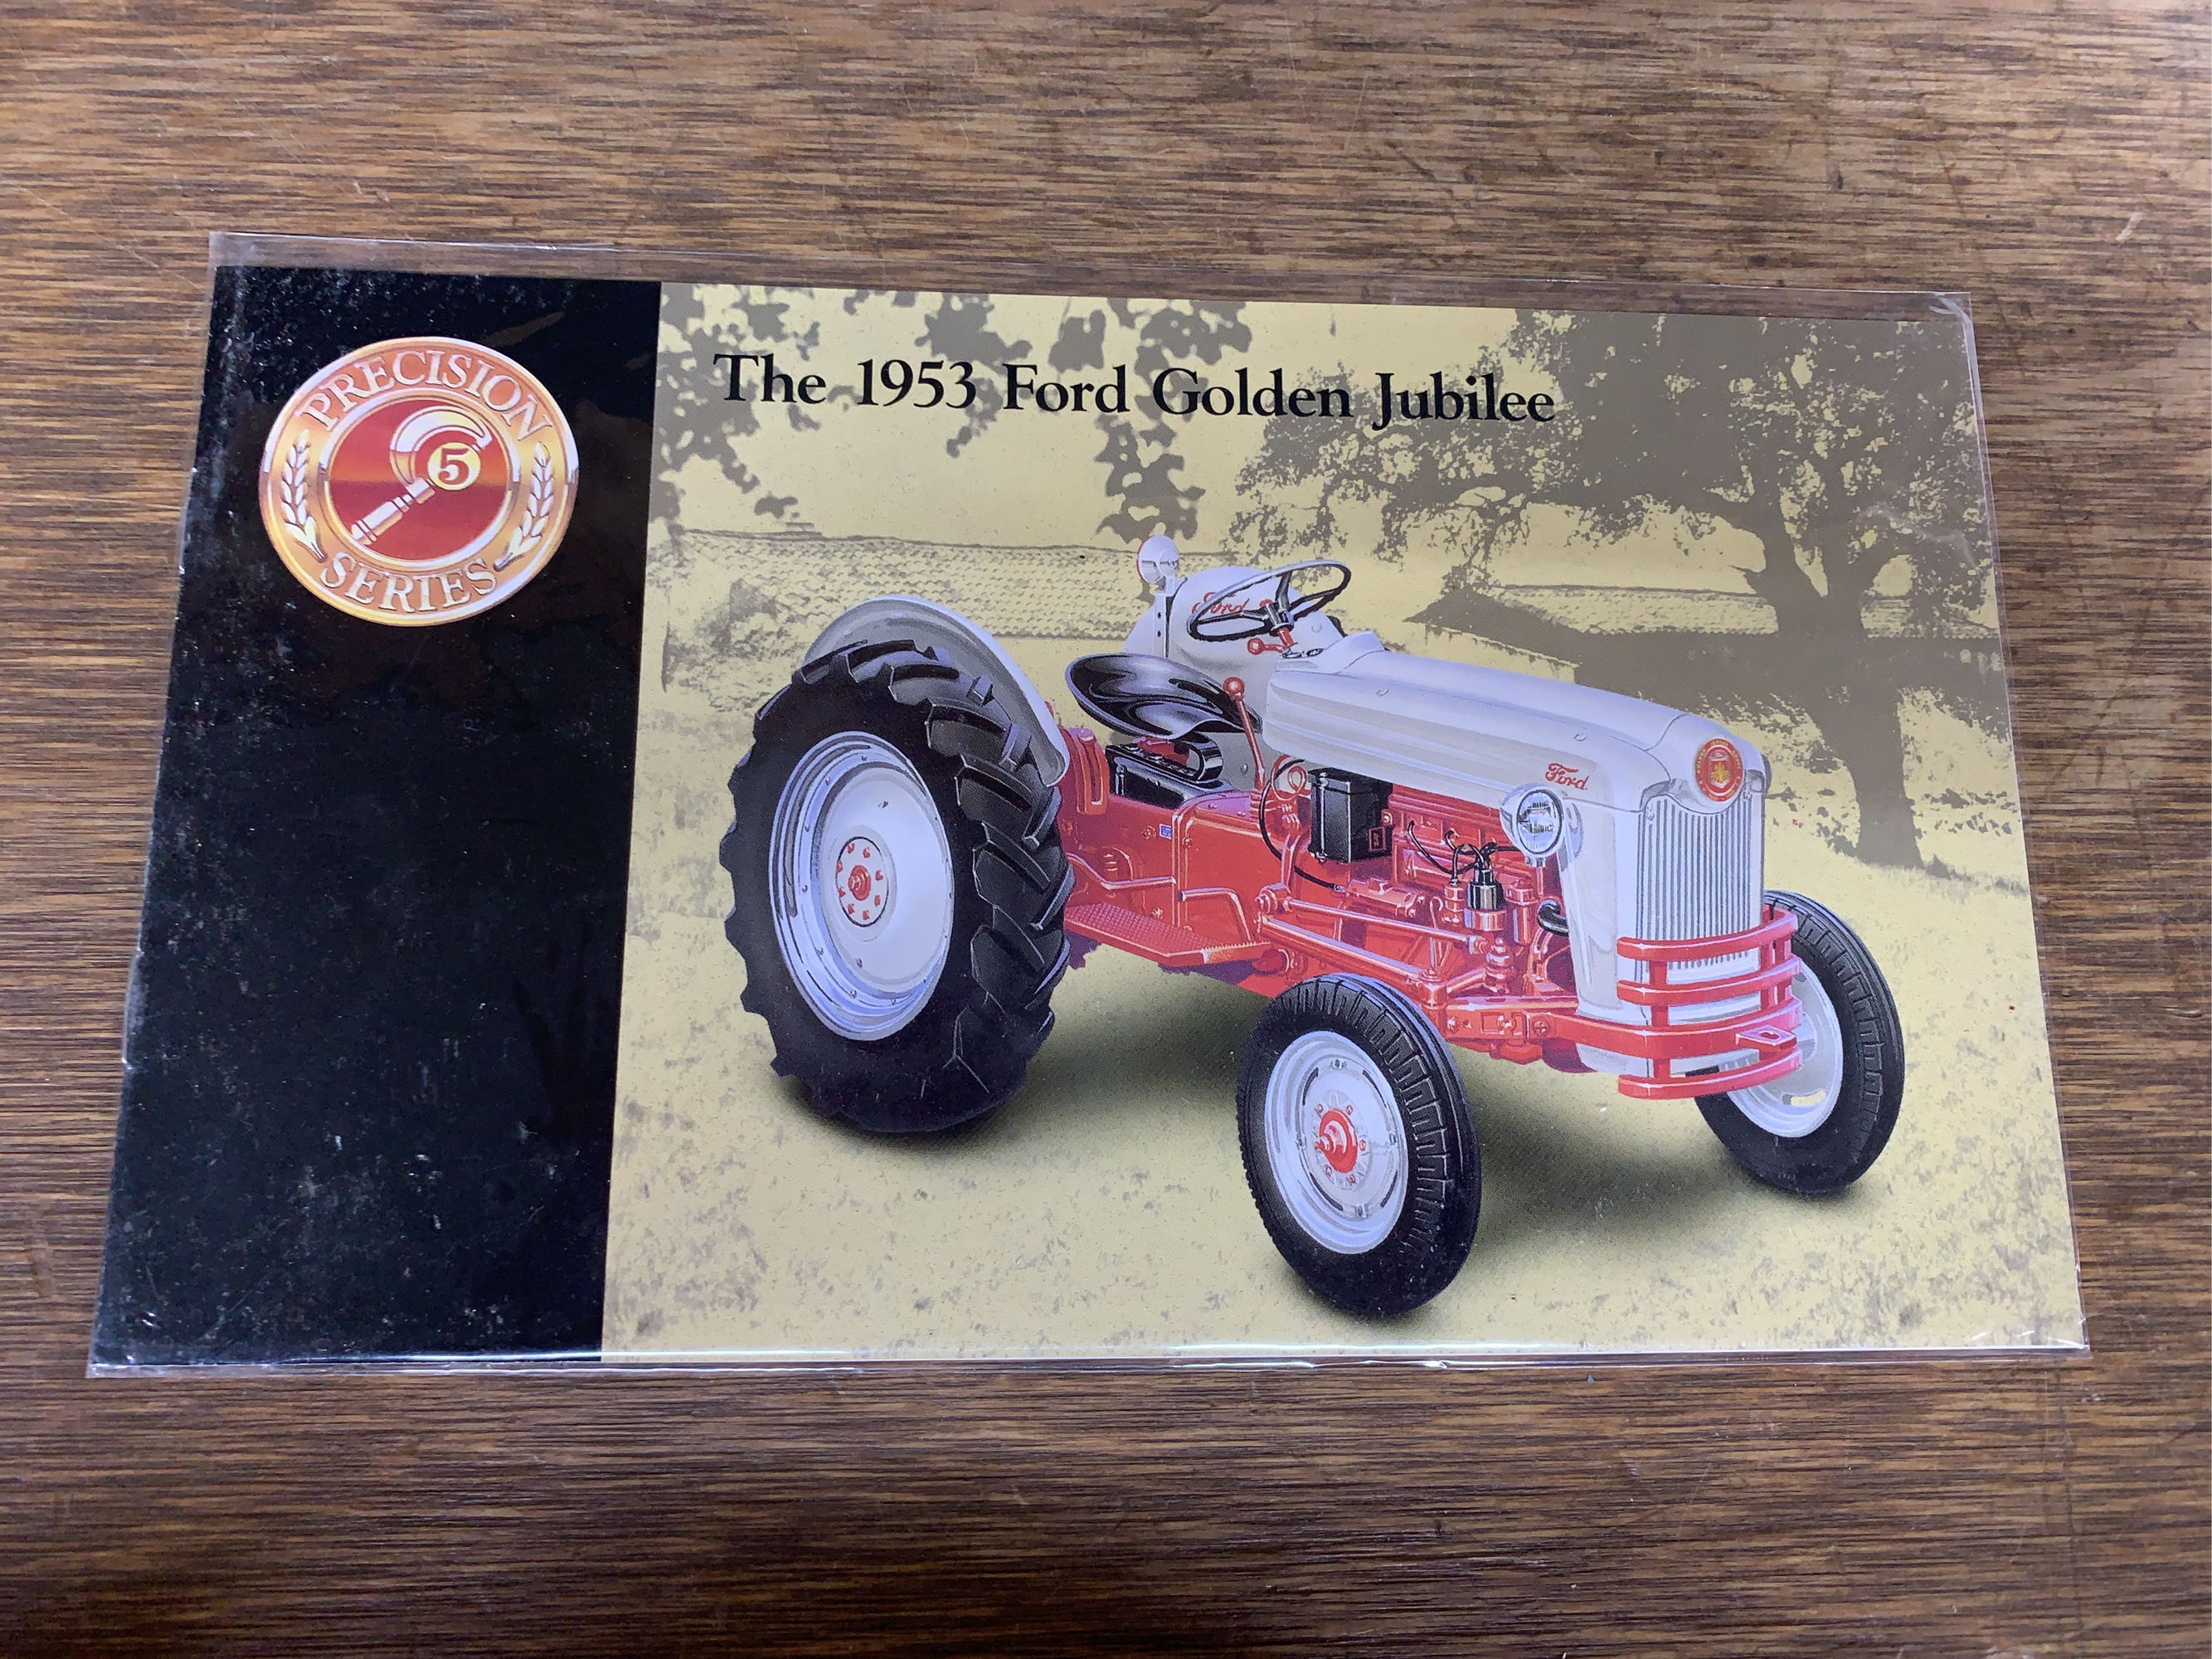 PRECISION
5
SERIES
The 1953 Ford Golden Jubilee
Ford
Ford